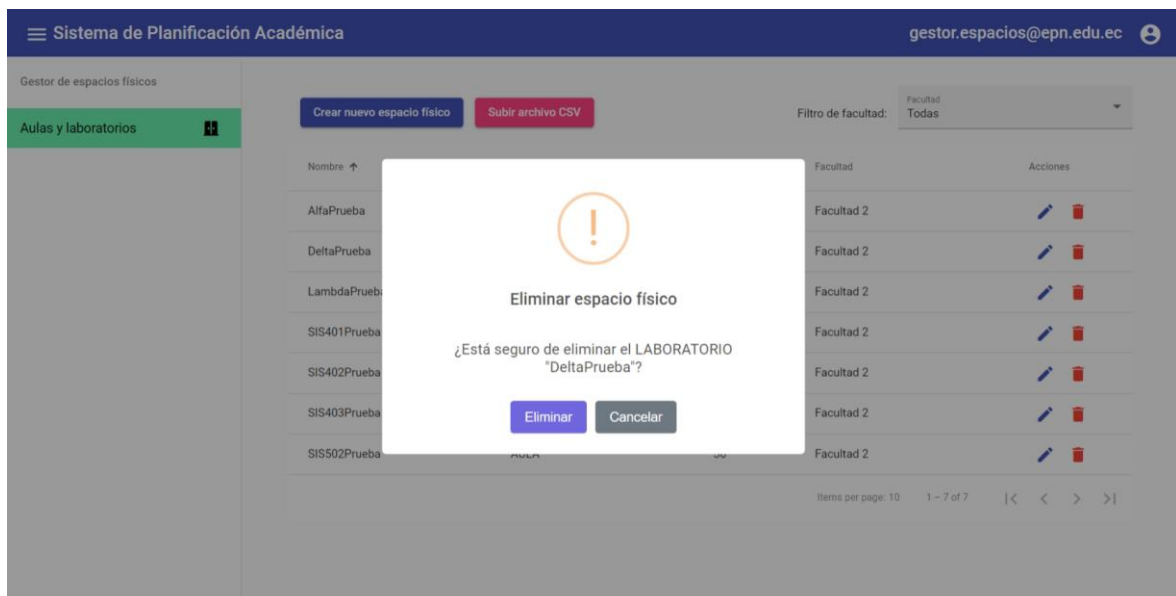 Sistema de Planificación Académica
gestor.espacios@epn.edu.ec
Gestor de espacios físicos
Aulas y laboratorios
Crear nuevo espacio físico
Subir archivo CSV
Filtro de facultad:
Facultad
Todas
Nombre
Facultad
Acciones
AlfaPrueba Facultad 2
DeltaPrueba Facultad 2
Facultad 2
SIS401Prueba Facultad 2
SIS402Prueba Facultad 2
SIS403Prueba Facultad 2
SIS502Prueba AULA Facultad 2
!
Eliminar espacio físico
¿Está seguro de eliminar el LABORATORIO
"DeltaPrueba"?
Eliminar
Cancelar
Items per page: 10
1 – 7 of 7